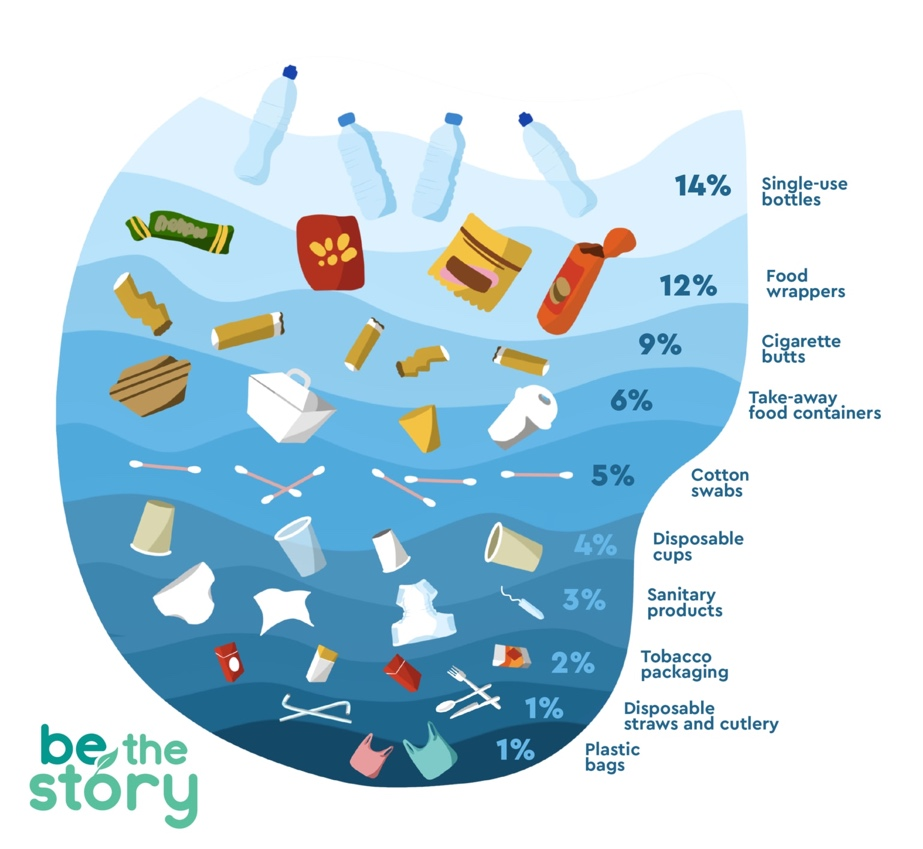 14%
Single-use
bottles
12%
Food
wrappers
9%
Cigarette
butts
6%
Take-away
food containers
5%
Cotton
swabs
4%
Disposable
cups
3%
Sanitary
products
2%
Tobacco
packaging
1%
Disposable
straws and cutlery
1%
Plastic
bags
be the
story